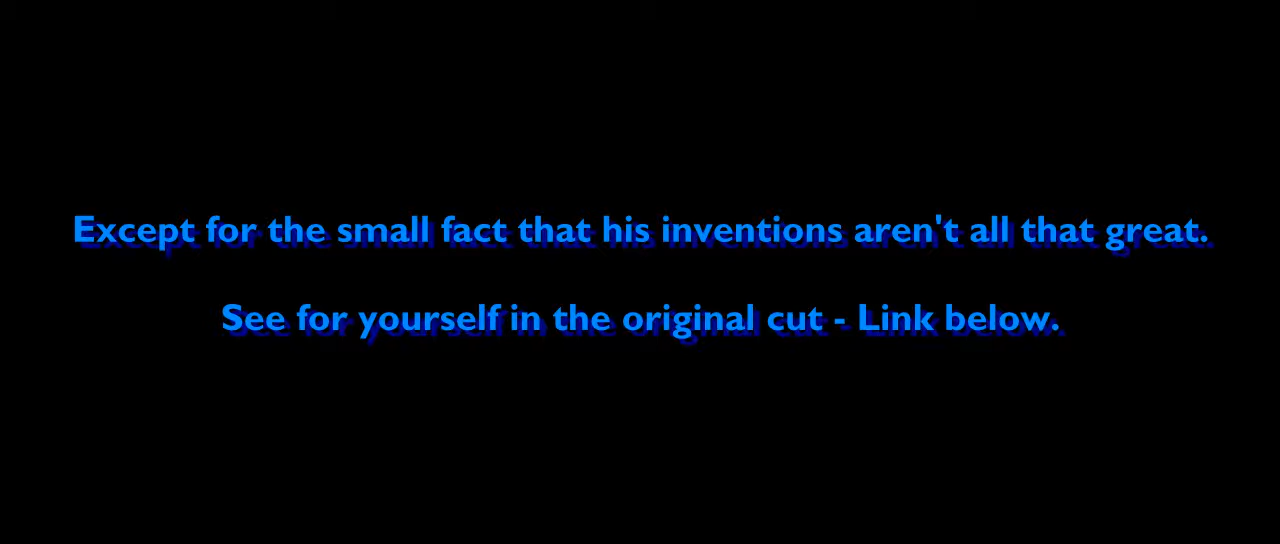 Except for the small fact that his inventions aren't all that great.
See for yourself in the original cut - Link below.